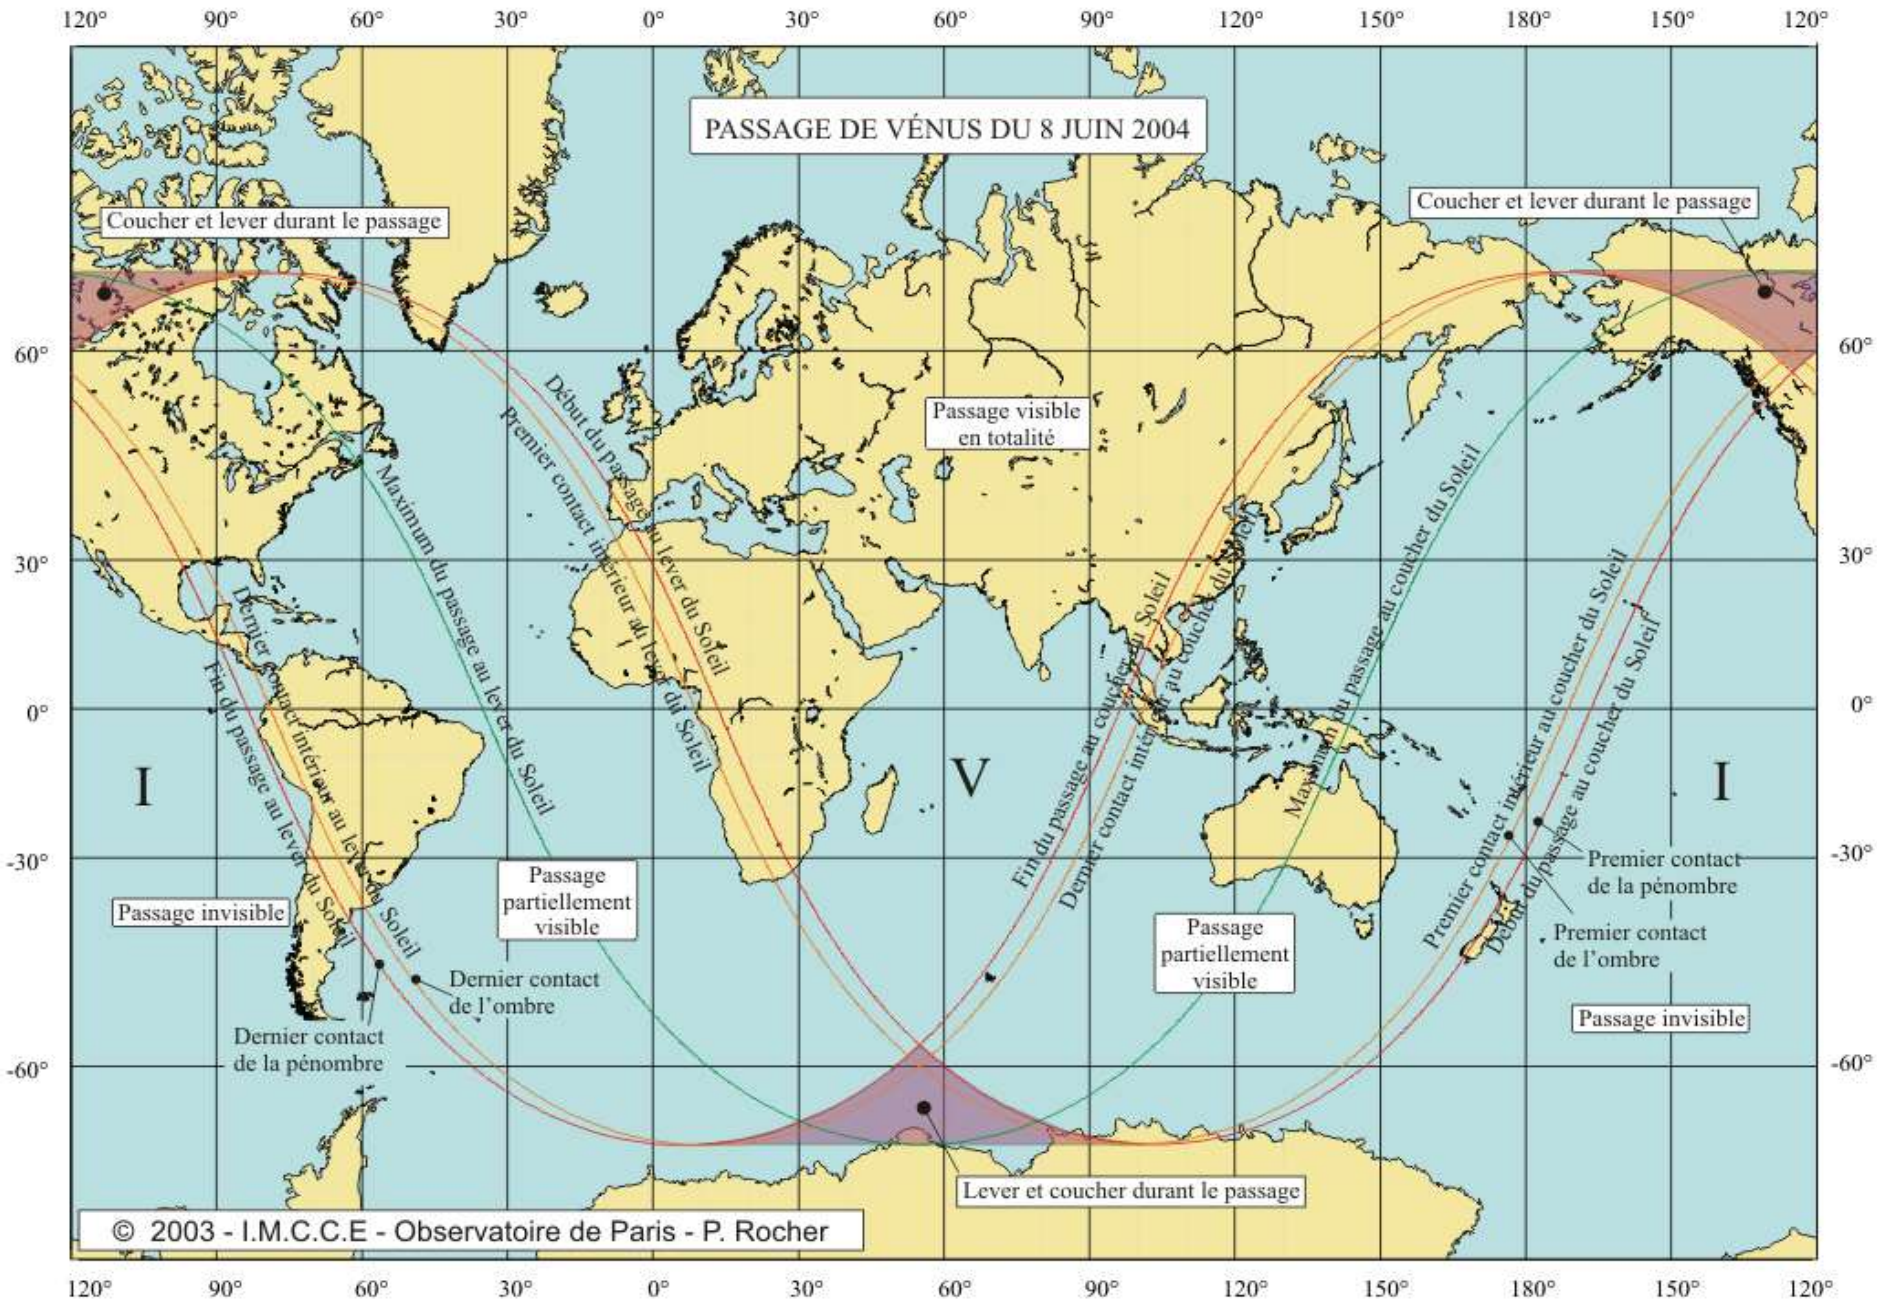 120° 90° 60° 30° 0° 30° 60° 90° 120° 150° 180° 150° 120°
PASSAGE DE VÉNUS DU 8 JUIN 2004
Coucher et lever durant le passage
Coucher et lever durant le passage
60°
60°
Passage visible
en totalité
Début du passage au lever du Soleil
Premier contact intérieur au lever du Soleil
Maximum du passage au lever du Soleil
Dernier contact intérieur au lever du Soleil
Fin du passage au lever du Soleil
Fin du passage au coucher du Soleil
Dernier contact intérieur au coucher du Soleil
Maximum du passage au coucher du Soleil
Premier contact intérieur au coucher du Soleil
Début du passage au coucher du Soleil
30°
30°
0°
0°
I
V
I
-30°
-30°
Passage invisible
Passage
partiellement
visible
Passage
partiellement
visible
Premier contact
de la pénombre
Premier contact
de l’ombre
Dernier contact
de l’ombre
Dernier contact
de la pénombre
Passage invisible
-60°
-60°
Lever et coucher durant le passage
© 2003 - I.M.C.C.E - Observatoire de Paris - P. Rocher
120° 90° 60° 30° 0° 30° 60° 90° 120° 150° 180° 150° 120°